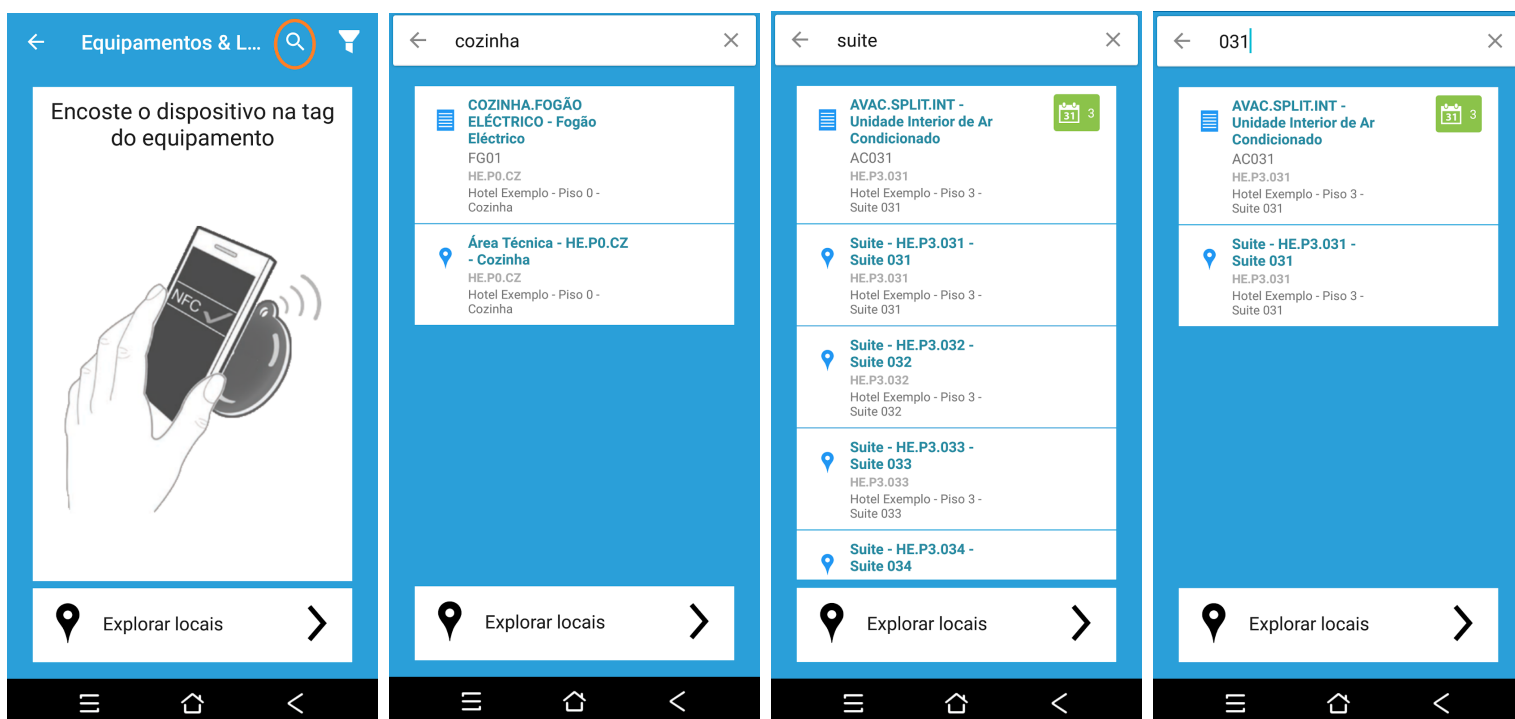 Equipamentos & L...
Encoste o dispositivo na tag
do equipamento
NFC
Explorar locais
cozinha
COZINHA.FOGÃO
ELÉCTRICO - Fogão
Eléctrico
FG01
HE.P0.CZ
Hotel Exemplo - Piso 0 -
Cozinha
Área Técnica - HE.P0.CZ
- Cozinha
HE.P0.CZ
Hotel Exemplo - Piso 0 -
Cozinha
Explorar locais
suite
AVAC.SPLIT.INT -
Unidade Interior de Ar
Condicionado
31 3
AC031
HE.P3.031
Hotel Exemplo - Piso 3 -
Suite 031
Suite - HE.P3.031 -
Suite 031
HE.P3.031
Hotel Exemplo - Piso 3 -
Suite 031
Suite - HE.P3.032 -
Suite 032
HE.P3.032
Hotel Exemplo - Piso 3 -
Suite 032
Suite - HE.P3.033 -
Suite 033
HE.P3.033
Hotel Exemplo - Piso 3 -
Suite 033
Suite - HE.P3.034 -
Suite 034
Explorar locais
031
AVAC.SPLIT.INT -
Unidade Interior de Ar
Condicionado
31 3
AC031
HE.P3.031
Hotel Exemplo - Piso 3 -
Suite 031
Suite - HE.P3.031 -
Suite 031
HE.P3.031
Hotel Exemplo - Piso 3 -
Suite 031
Explorar locais